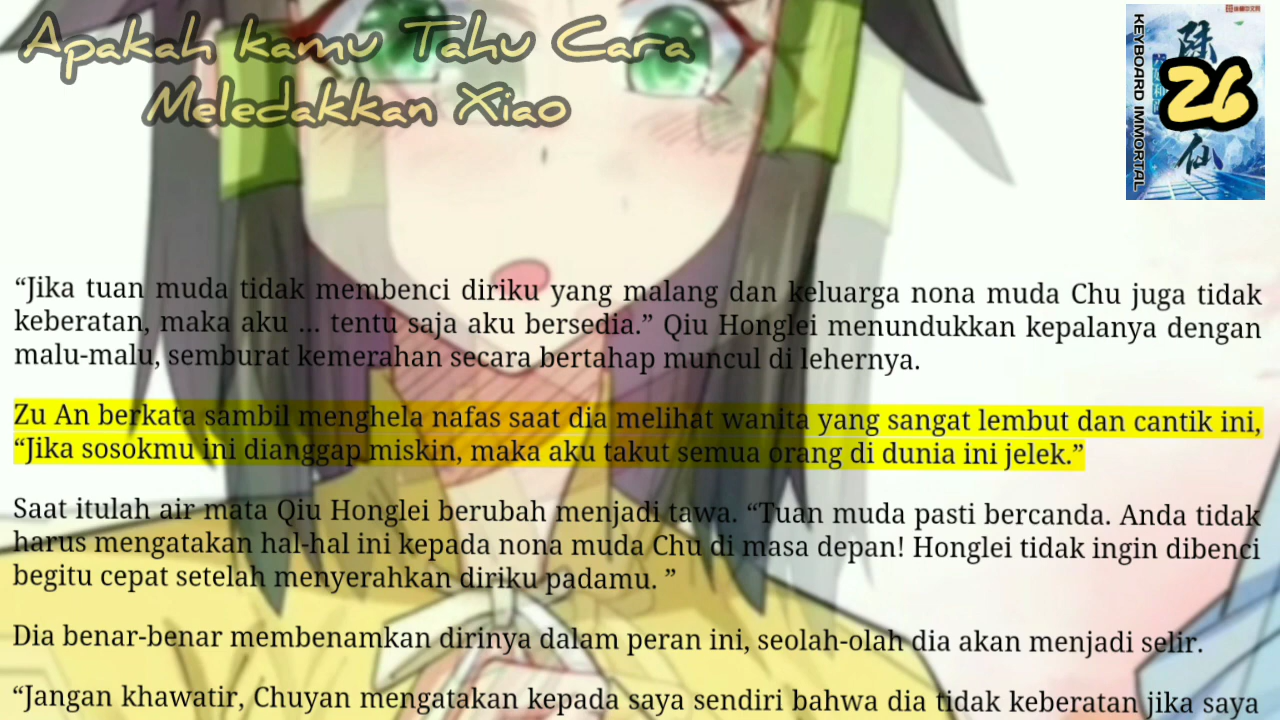 Apakah kamu Tahu Cara
Meledakkan Xiao
KEYBOARD IMMORTAL
26
仙
“Jika tuan muda tidak membenci diriku yang malang dan keluarga nona muda Chu juga tidak
keberatan, maka aku ... tentu saja aku bersedia.” Qiu Honglei menundukkan kepalanya dengan
malu-malu, semburat kemerahan secara bertahap muncul di lehernya.
Zu An berkata sambil menghela nafas saat dia melihat wanita yang sangat lembut dan cantik ini,
“Jika sosokmu ini dianggap miskin, maka aku takut semua orang di dunia ini jelek.”
Saat itulah air mata Qiu Honglei berubah menjadi tawa. “Tuan muda pasti bercanda. Anda tidak
harus mengatakan hal-hal ini kepada nona muda Chu di masa depan! Honglei tidak ingin dibenci
begitu cepat setelah menyerahkan diriku padamu. ”
Dia benar-benar membenamkan dirinya dalam peran ini, seolah-olah dia akan menjadi selir.
“Jangan khawatir, Chuyan mengatakan kepada saya sendiri bahwa dia tidak keberatan jika saya